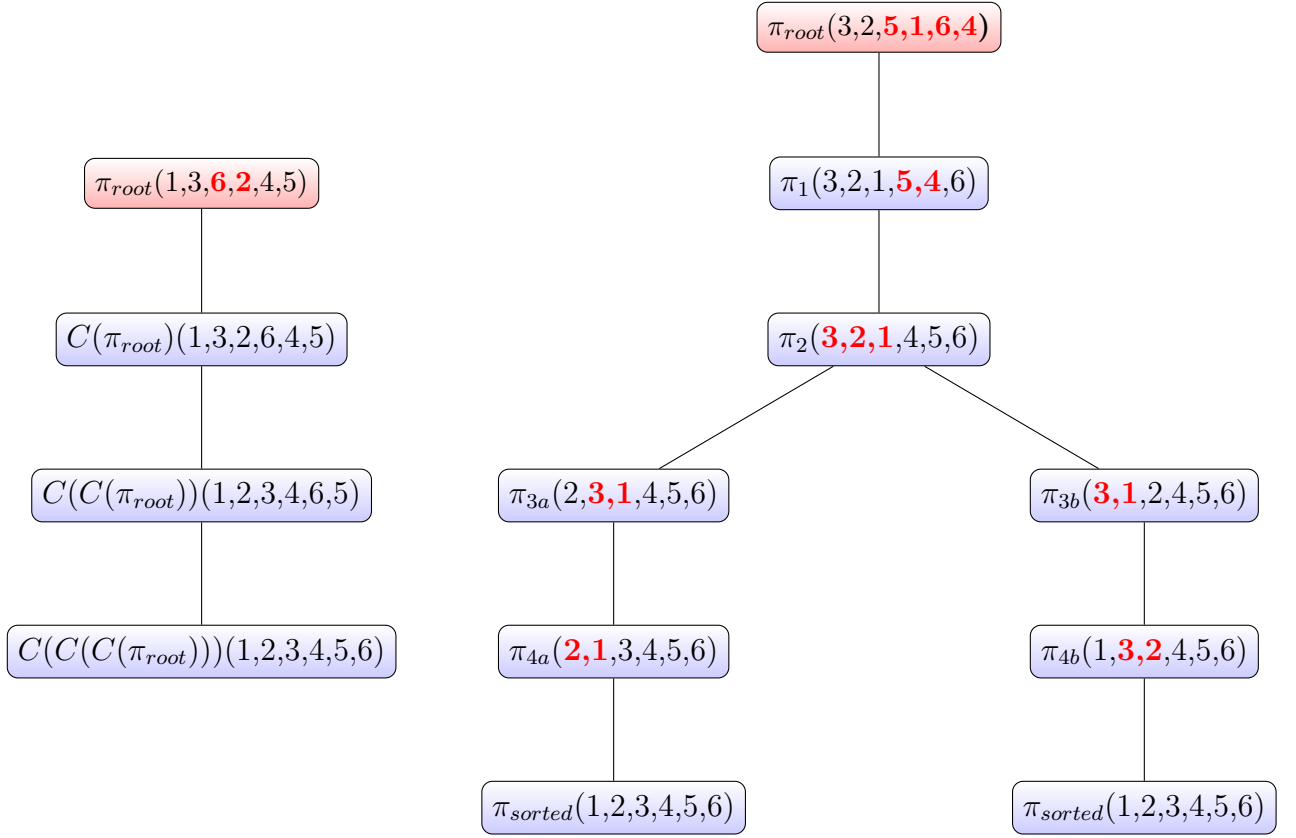 π_root(3,2,5,1,6,4)
π_root(1,3,6,2,4,5)
π_1(3,2,1,5,4,6)
C(π_root)(1,3,2,6,4,5)
π_2(3,2,1,4,5,6)
C(C(π_root))(1,2,3,4,6,5)
π_3a(2,3,1,4,5,6)
π_3b(3,1,2,4,5,6)
C(C(C(π_root)))(1,2,3,4,5,6)
π_4a(2,1,3,4,5,6)
π_4b(1,3,2,4,5,6)
π_sorted(1,2,3,4,5,6)
π_sorted(1,2,3,4,5,6)